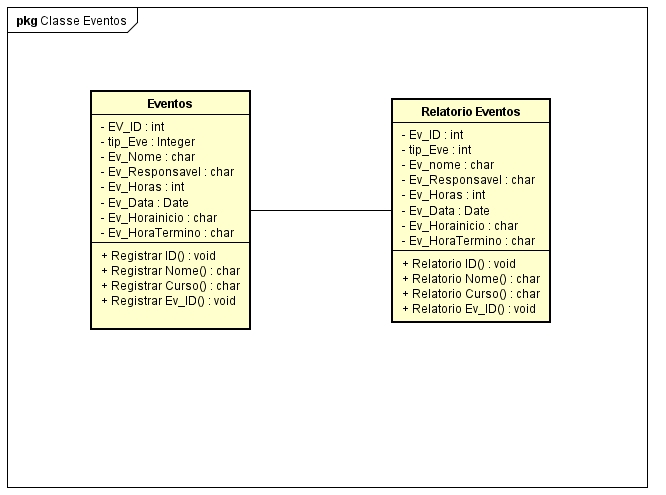 pkg Classe Eventos
Eventos
- EV_ID : int
- tip_Eve : Integer
- Ev_Nome : char
- Ev_Responsavel : char
- Ev_Horas : int
- Ev_Data : Date
- Ev_Horainicio : char
- Ev_HoraTermino : char
+ Registrar ID() : void
+ Registrar Nome() : char
+ Registrar Curso() : char
+ Registrar Ev_ID() : void
Relatorio Eventos
- Ev_ID : int
- tip_Eve : int
- Ev_nome : char
- Ev_Responsavel : char
- Ev_Horas : int
- Ev_Data : Date
- Ev_Horainicio : char
- Ev_HoraTermino : char
+ Relatorio ID() : void
+ Relatorio Nome() : char
+ Relatorio Curso() : char
+ Relatorio Ev_ID() : void